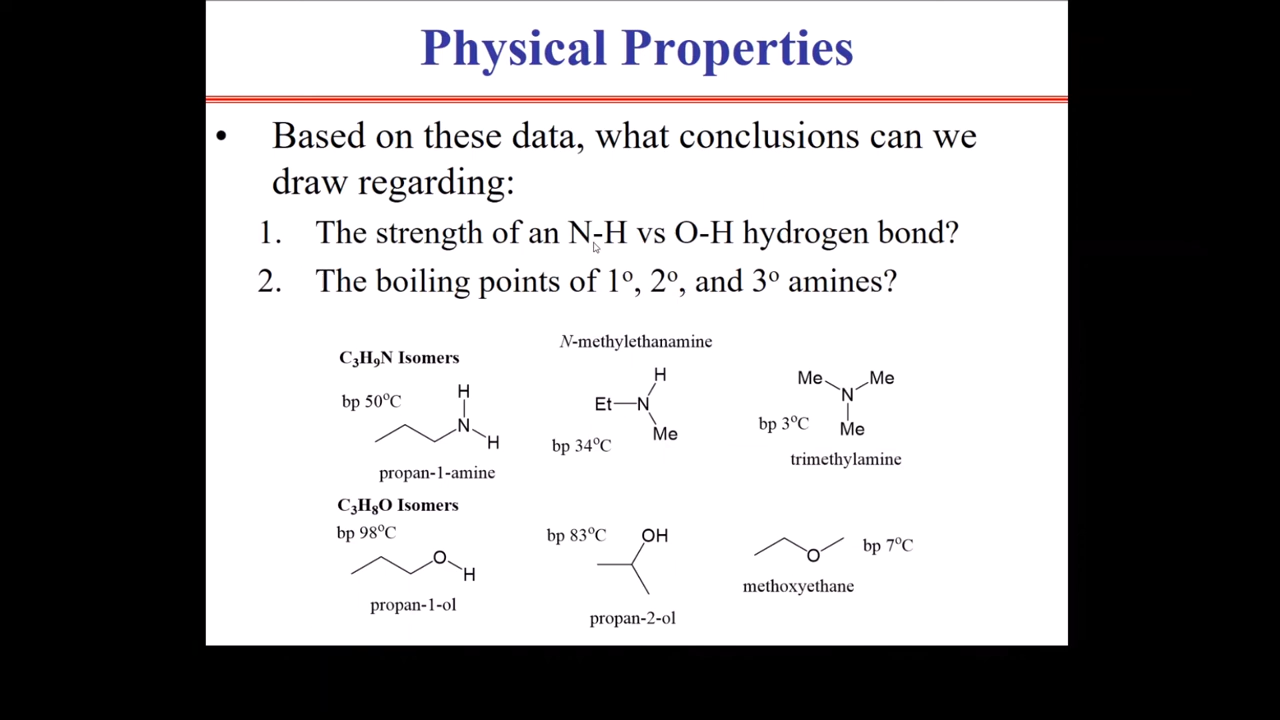 Physical Properties
• Based on these data, what conclusions can we
draw regarding:
1. The strength of an N-H vs O-H hydrogen bond?
2. The boiling points of 1º, 2º, and 3º amines?
C₃H₉N Isomers
bp 50ºC
H
N
H
propan-1-amine
N-methylethanamine
H
Et N
Me
bp 34ºC
Me Me
N
Me
bp 3ºC
trimethylamine
C₃H₈O Isomers
bp 98ºC
O
H
propan-1-ol
bp 83ºC
OH
propan-2-ol
O
bp 7ºC
methoxyethane